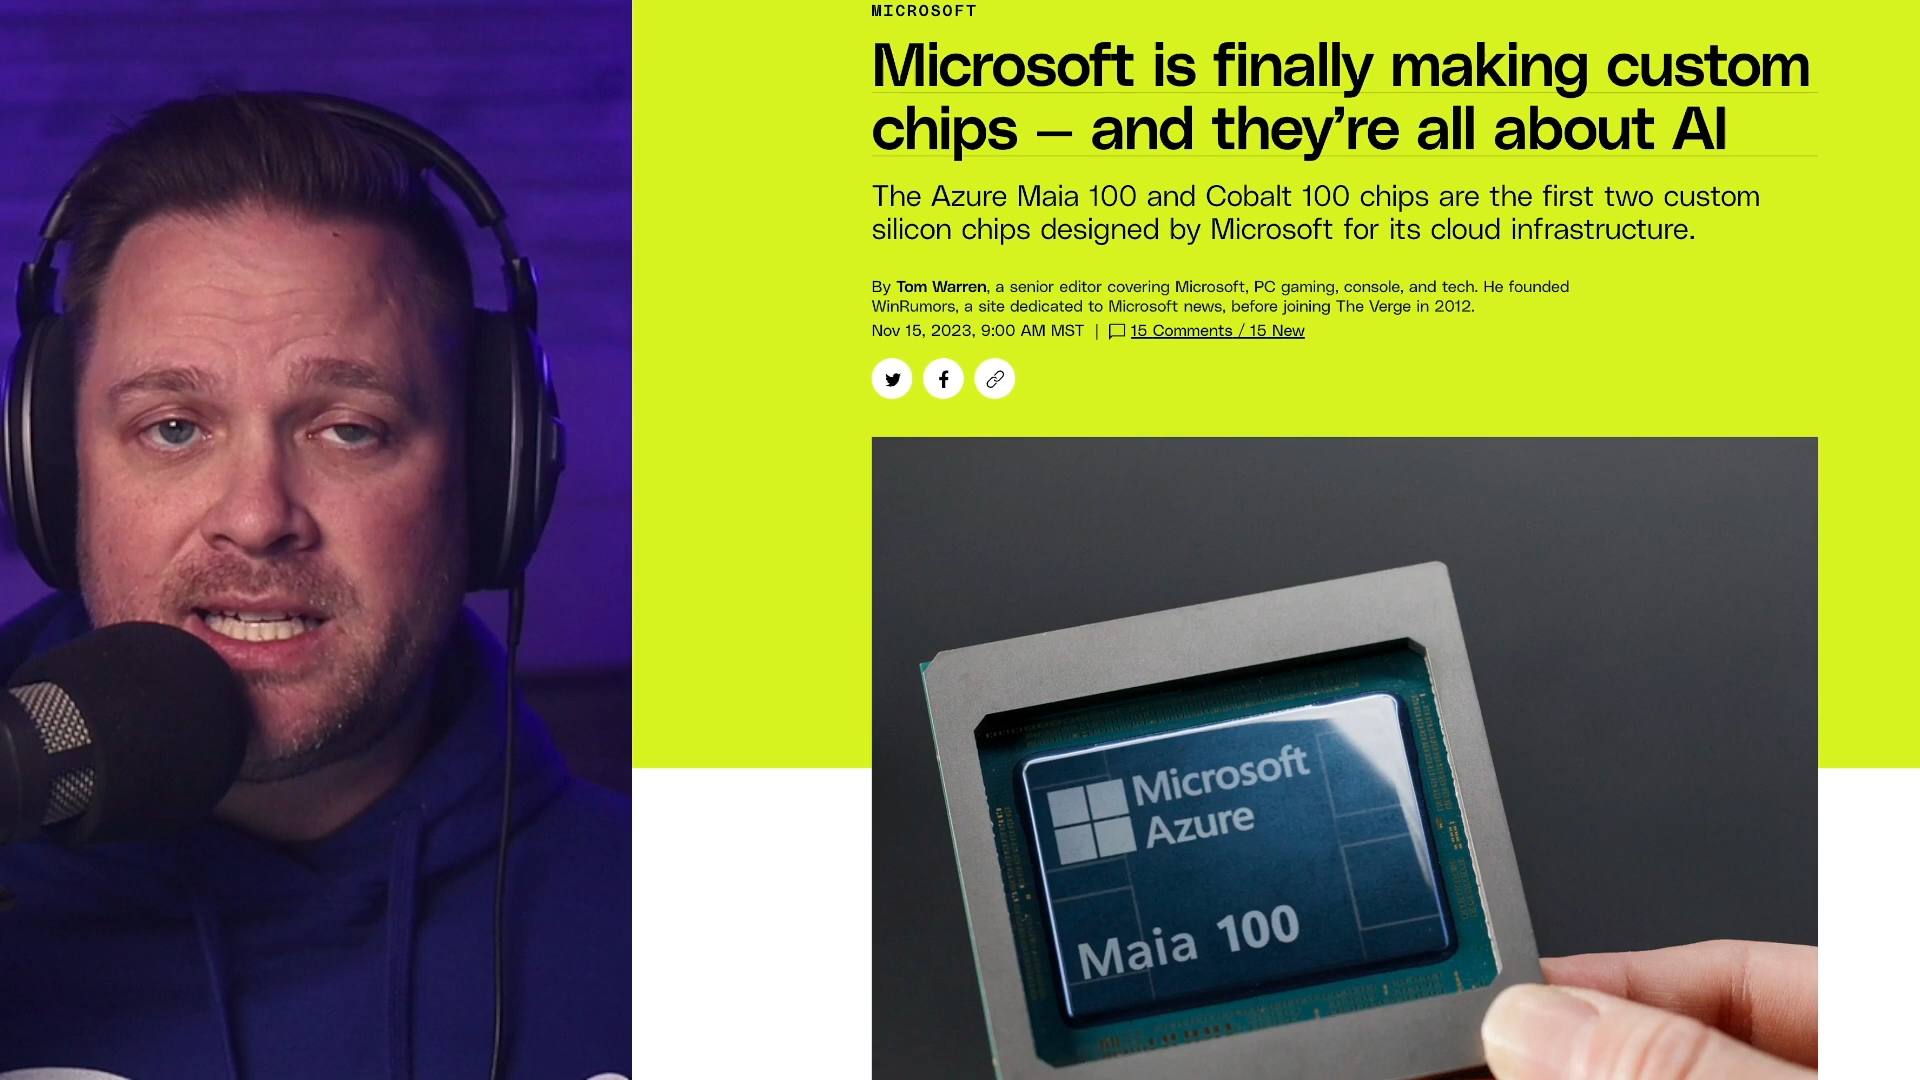 MICROSOFT
Microsoft is finally making custom
chips — and they’re all about AI
The Azure Maia 100 and Cobalt 100 chips are the first two custom
silicon chips designed by Microsoft for its cloud infrastructure.
By Tom Warren, a senior editor covering Microsoft, PC gaming, console, and tech. He founded
WinRumors, a site dedicated to Microsoft news, before joining The Verge in 2012.
Nov 15, 2023, 9:00 AM MST | 15 Comments / 15 New
Microsoft
Azure
Maia 100